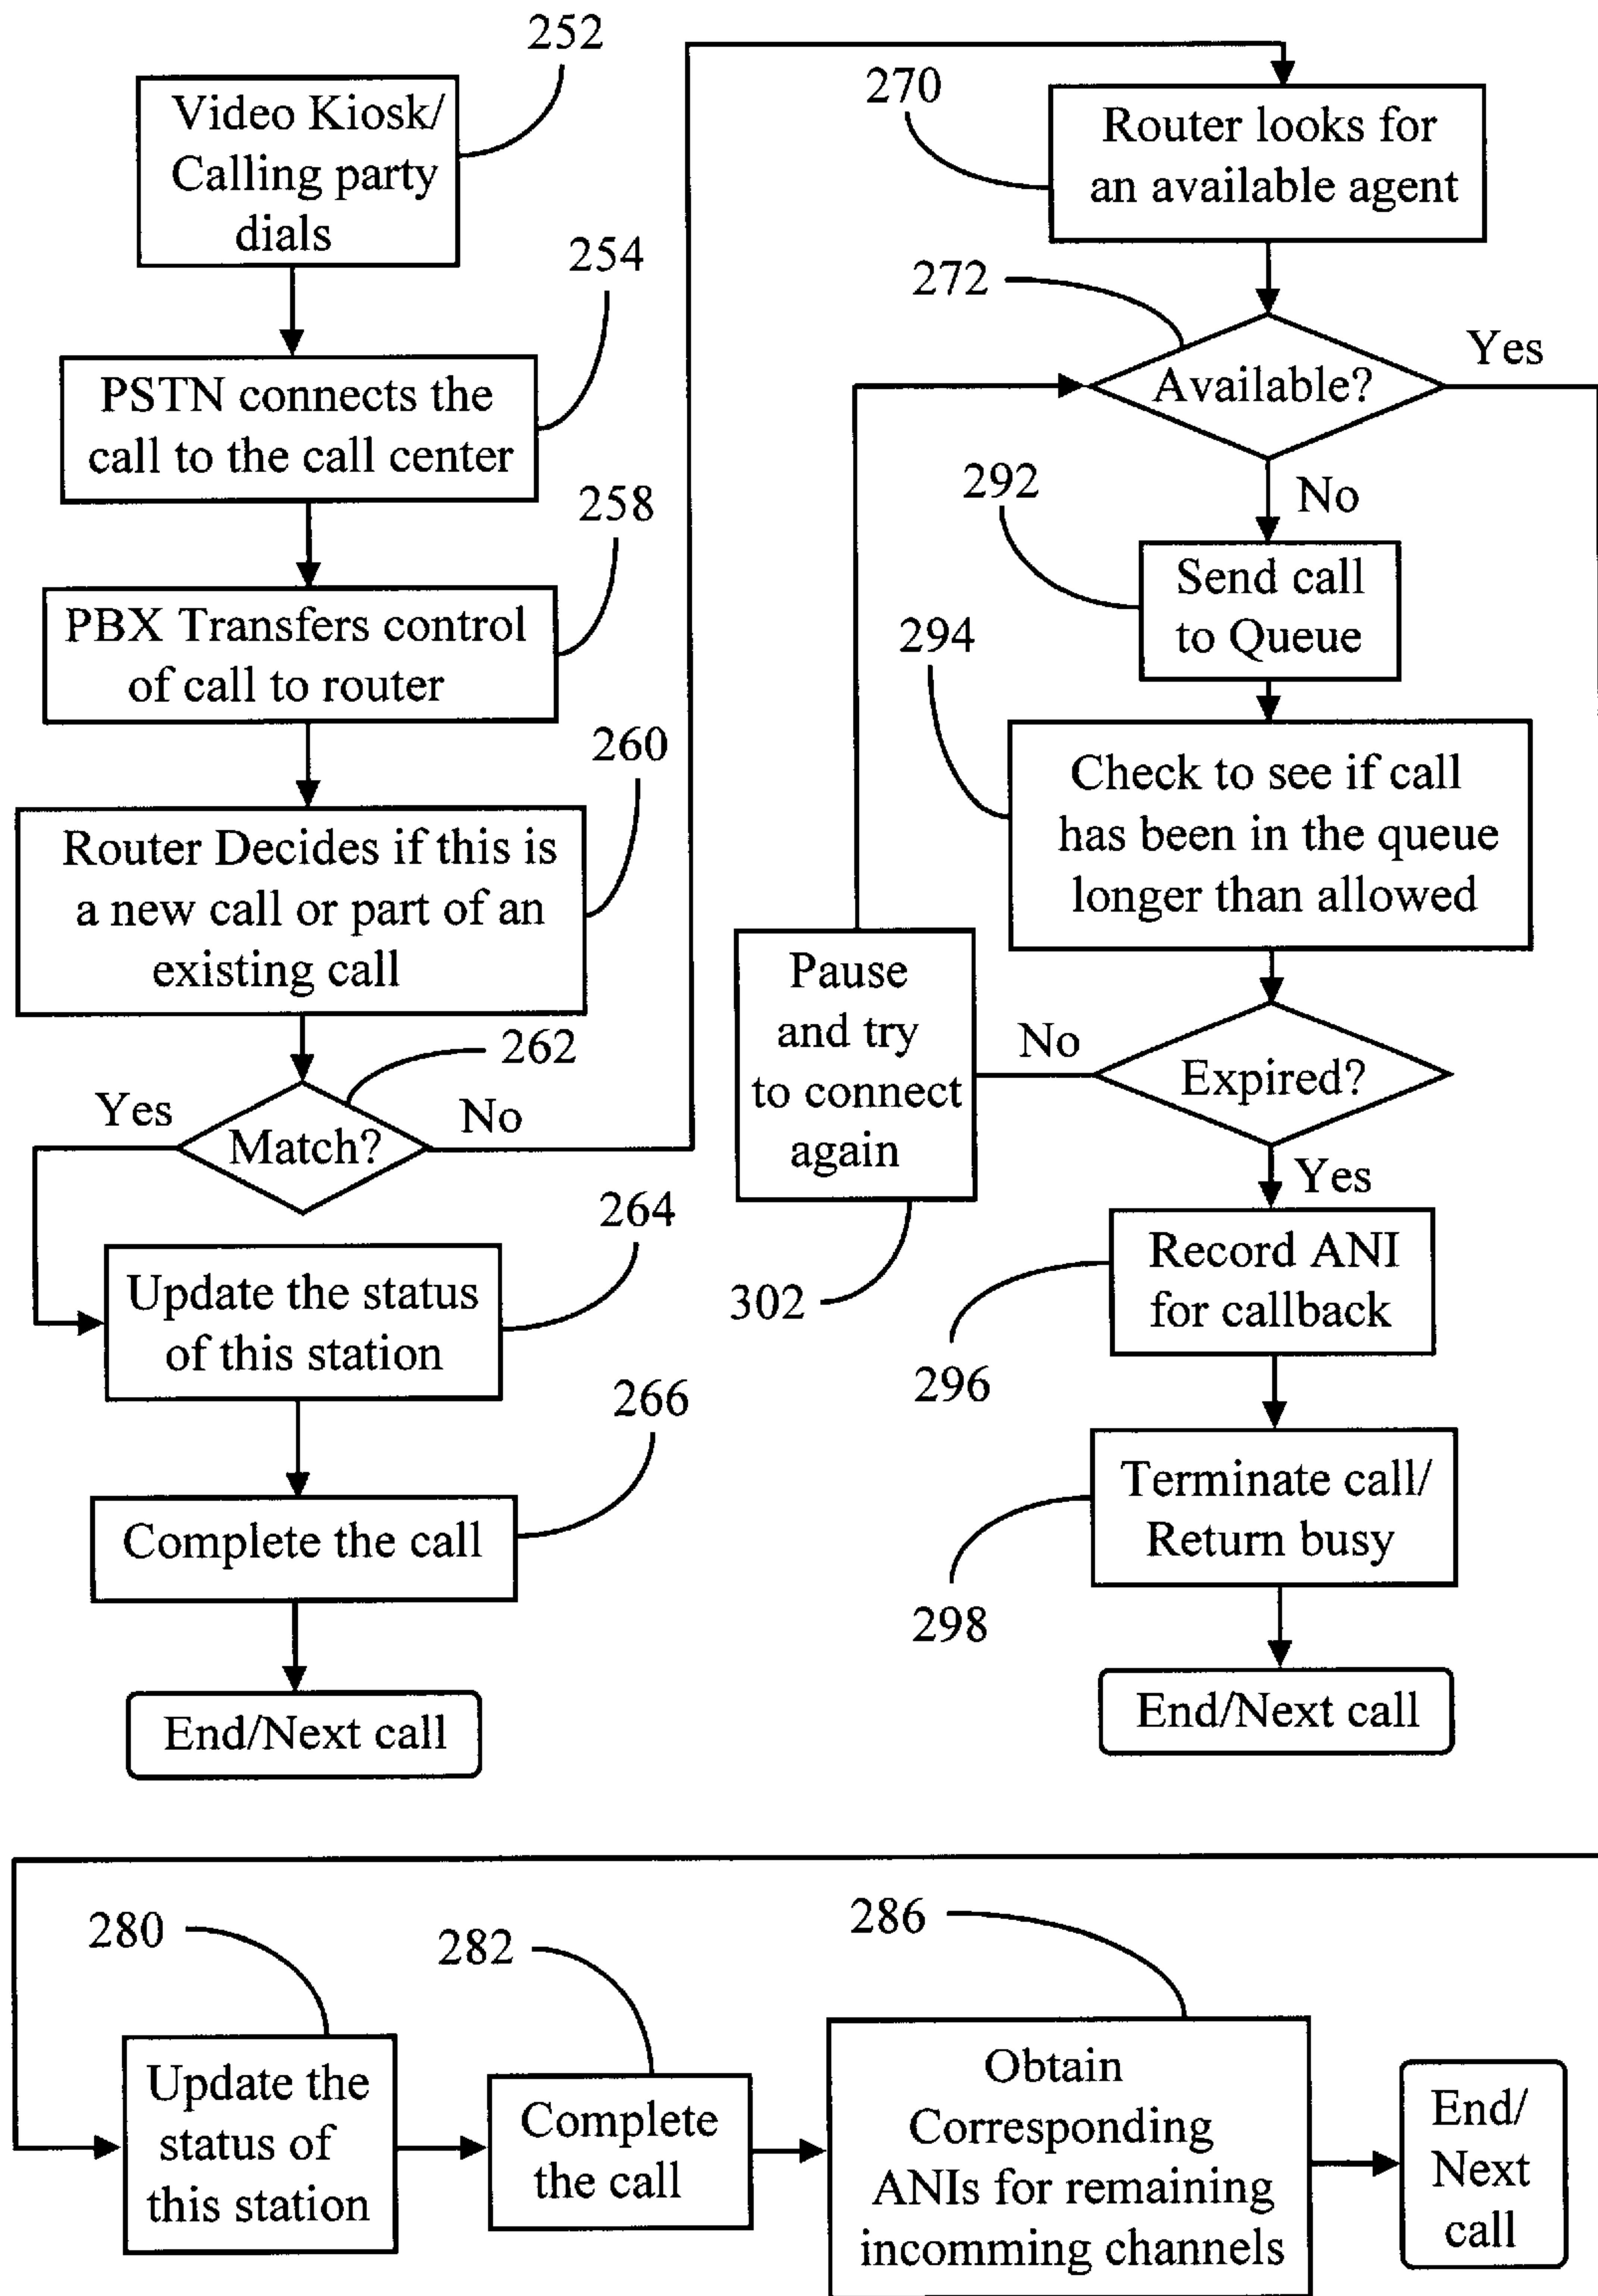 252
Video Kiosk/
Calling party
dials
254
PSTN connects the
call to the call center
258
PBX Transfers control
of call to router
260
Router Decides if this is
a new call or part of an
existing call
262
Yes
No
Match?
264
Update the status
of this station
266
Complete the call
End/Next call
270
Router looks for
an available agent
272
Yes
Available?
No
292
Send call
to Queue
294
Check to see if call
has been in the queue
longer than allowed
Pause
and try
to connect
again
No
Expired?
Yes
302
Record ANI
for callback
296
Terminate call/
Return busy
298
End/Next call
280
Update the
status of
this station
282
Complete
the call
286
Obtain
Corresponding
ANIs for remaining
incomming channels
End/
Next
call